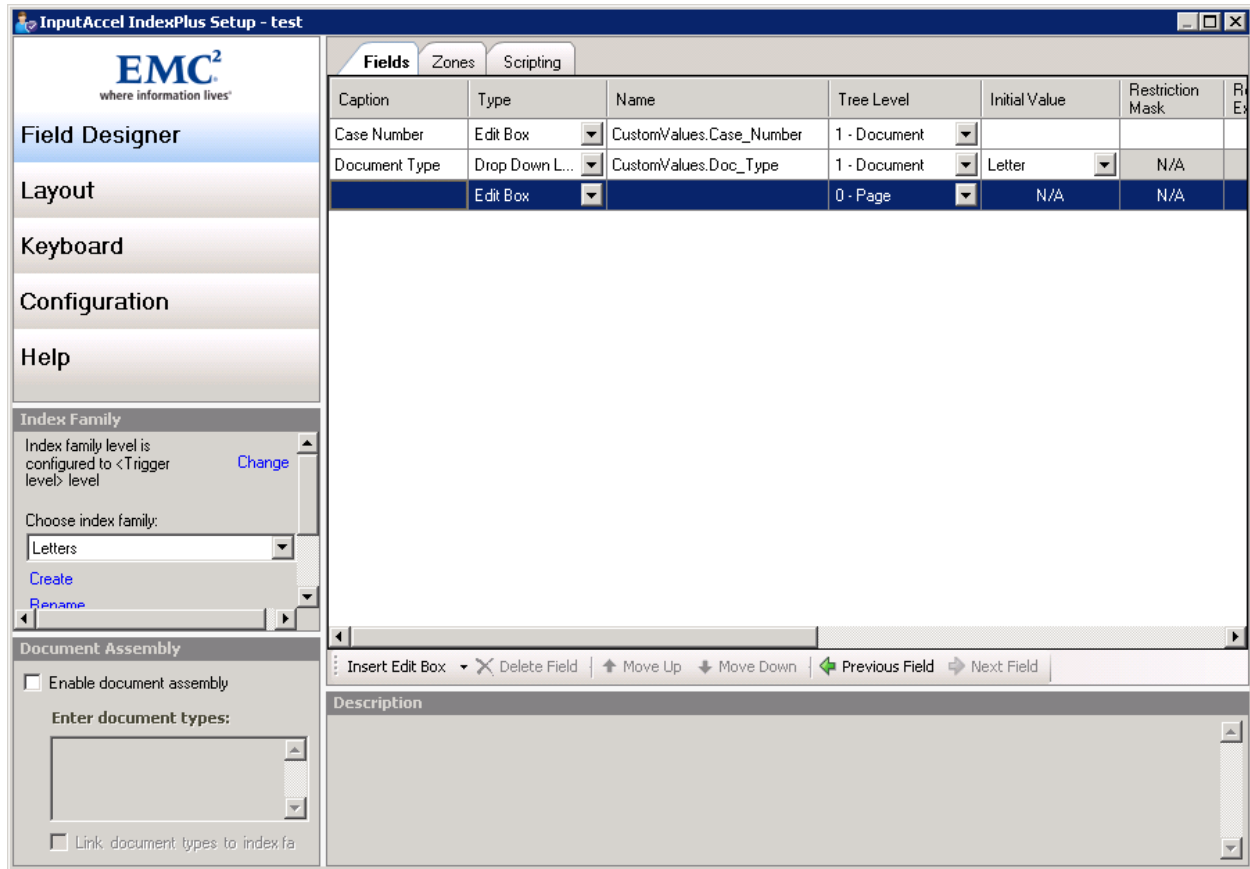 InputAccel IndexPlus Setup - test
EMC²
where information lives®
Field Designer
Layout
Keyboard
Configuration
Help
Index Family
Index family level is
configured to <Trigger
level> level
Change
Choose index family:
Letters
Create
Rename
Document Assembly
Enable document assembly
Enter document types:
Link document types to index fa
Fields Zones Scripting
Caption Type Name Tree Level Initial Value Restriction Mask
Case Number Edit Box CustomValues.Case_Number 1 - Document
Document Type Drop Down L... CustomValues.Doc_Type 1 - Document Letter N/A
Edit Box 0 - Page N/A N/A
Insert Edit Box Delete Field Move Up Move Down Previous Field Next Field
Description